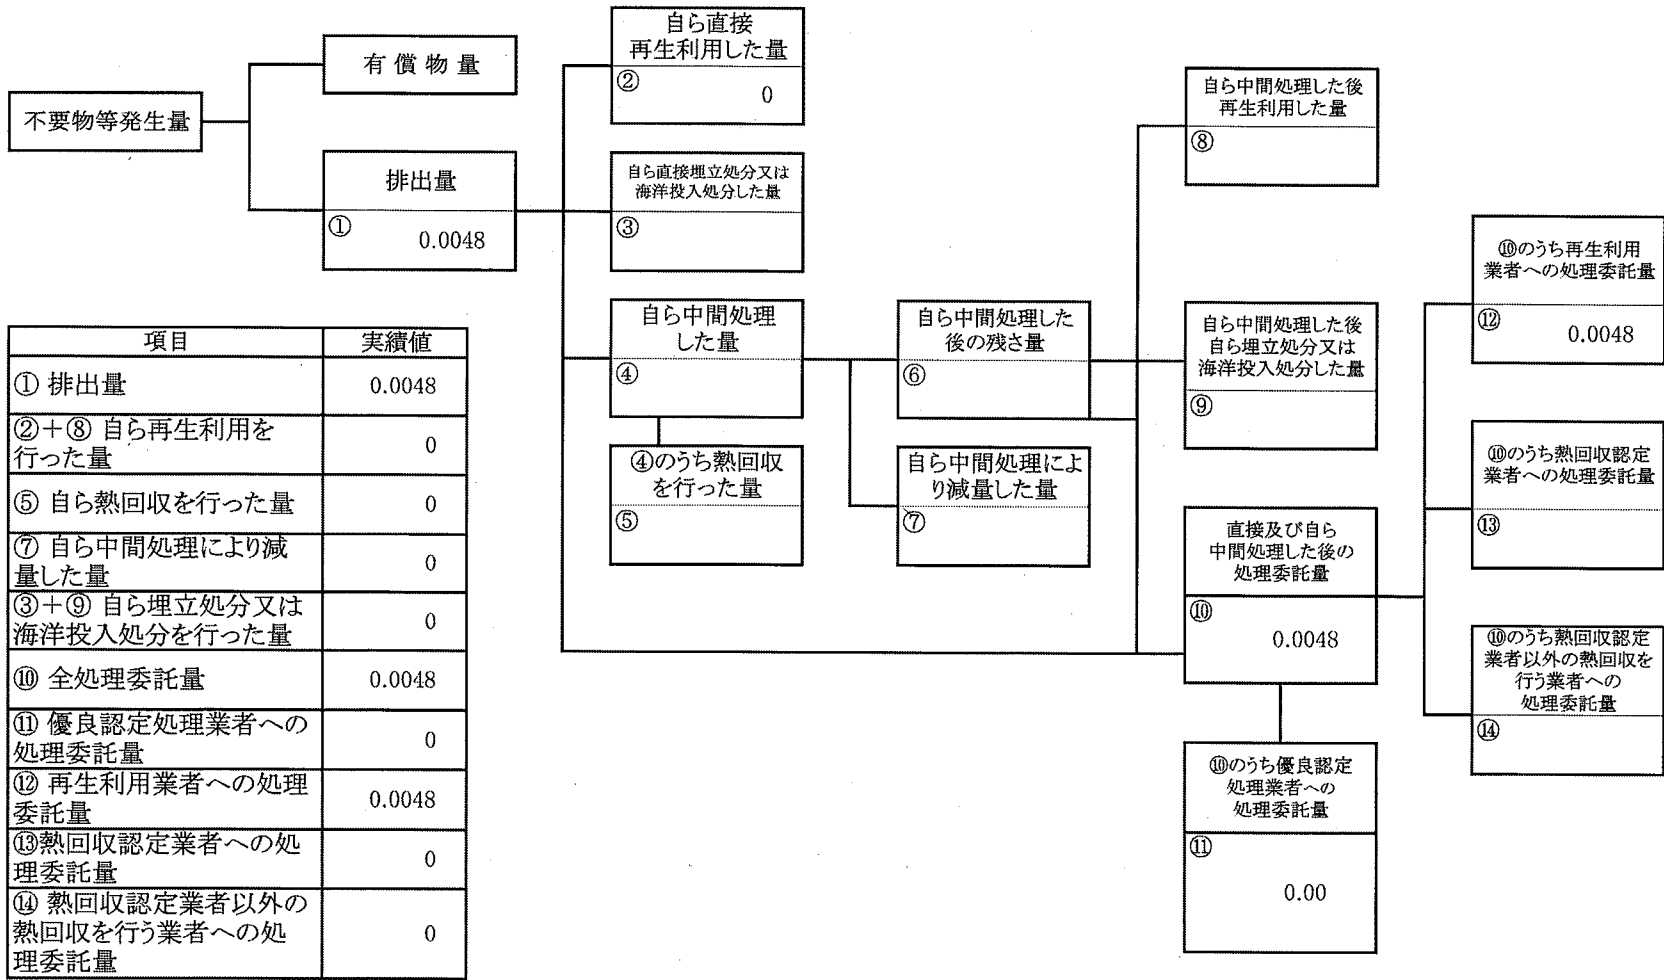 不要物等発生量
有償物量
排出量
①
0.0048
自ら直接
再生利用した量
②
0
自ら直接埋立処分又は
海洋投入処分した量
③
自ら中間処理
した量
④
④のうち熱回収
を行った量
⑤
自ら中間処理した
後の残さ量
⑥
自ら中間処理によ
り減量した量
⑦
自ら中間処理した後
再生利用した量
⑧
自ら中間処理した後
自ら埋立処分又は
海洋投入処分した量
⑨
直接及び自ら
中間処理した後の
処理委託量
⑩
0.0048
⑩のうち優良認定
処理業者への
処理委託量
⑪
0.00
⑩のうち再生利用
業者への処理委託量
⑫
0.0048
⑩のうち熱回収認定
業者への処理委託量
⑬
⑩のうち熱回収認定
業者以外の熱回収を
行う業者への
処理委託量
⑭
項目 実績値
① 排出量 0.0048
②+⑧ 自ら再生利用を
行った量 0
⑤ 自ら熱回収を行った量 0
⑦ 自ら中間処理により減
量した量 0
③+⑨ 自ら埋立処分又は
海洋投入処分を行った量 0
⑩ 全処理委託量 0.0048
⑪ 優良認定処理業者への
処理委託量 0
⑫ 再生利用業者への処理
委託量 0.0048
⑬熱回収認定業者への処
理委託量 0
⑭ 熱回収認定業者以外の
熱回収を行う業者への処
理委託量 0